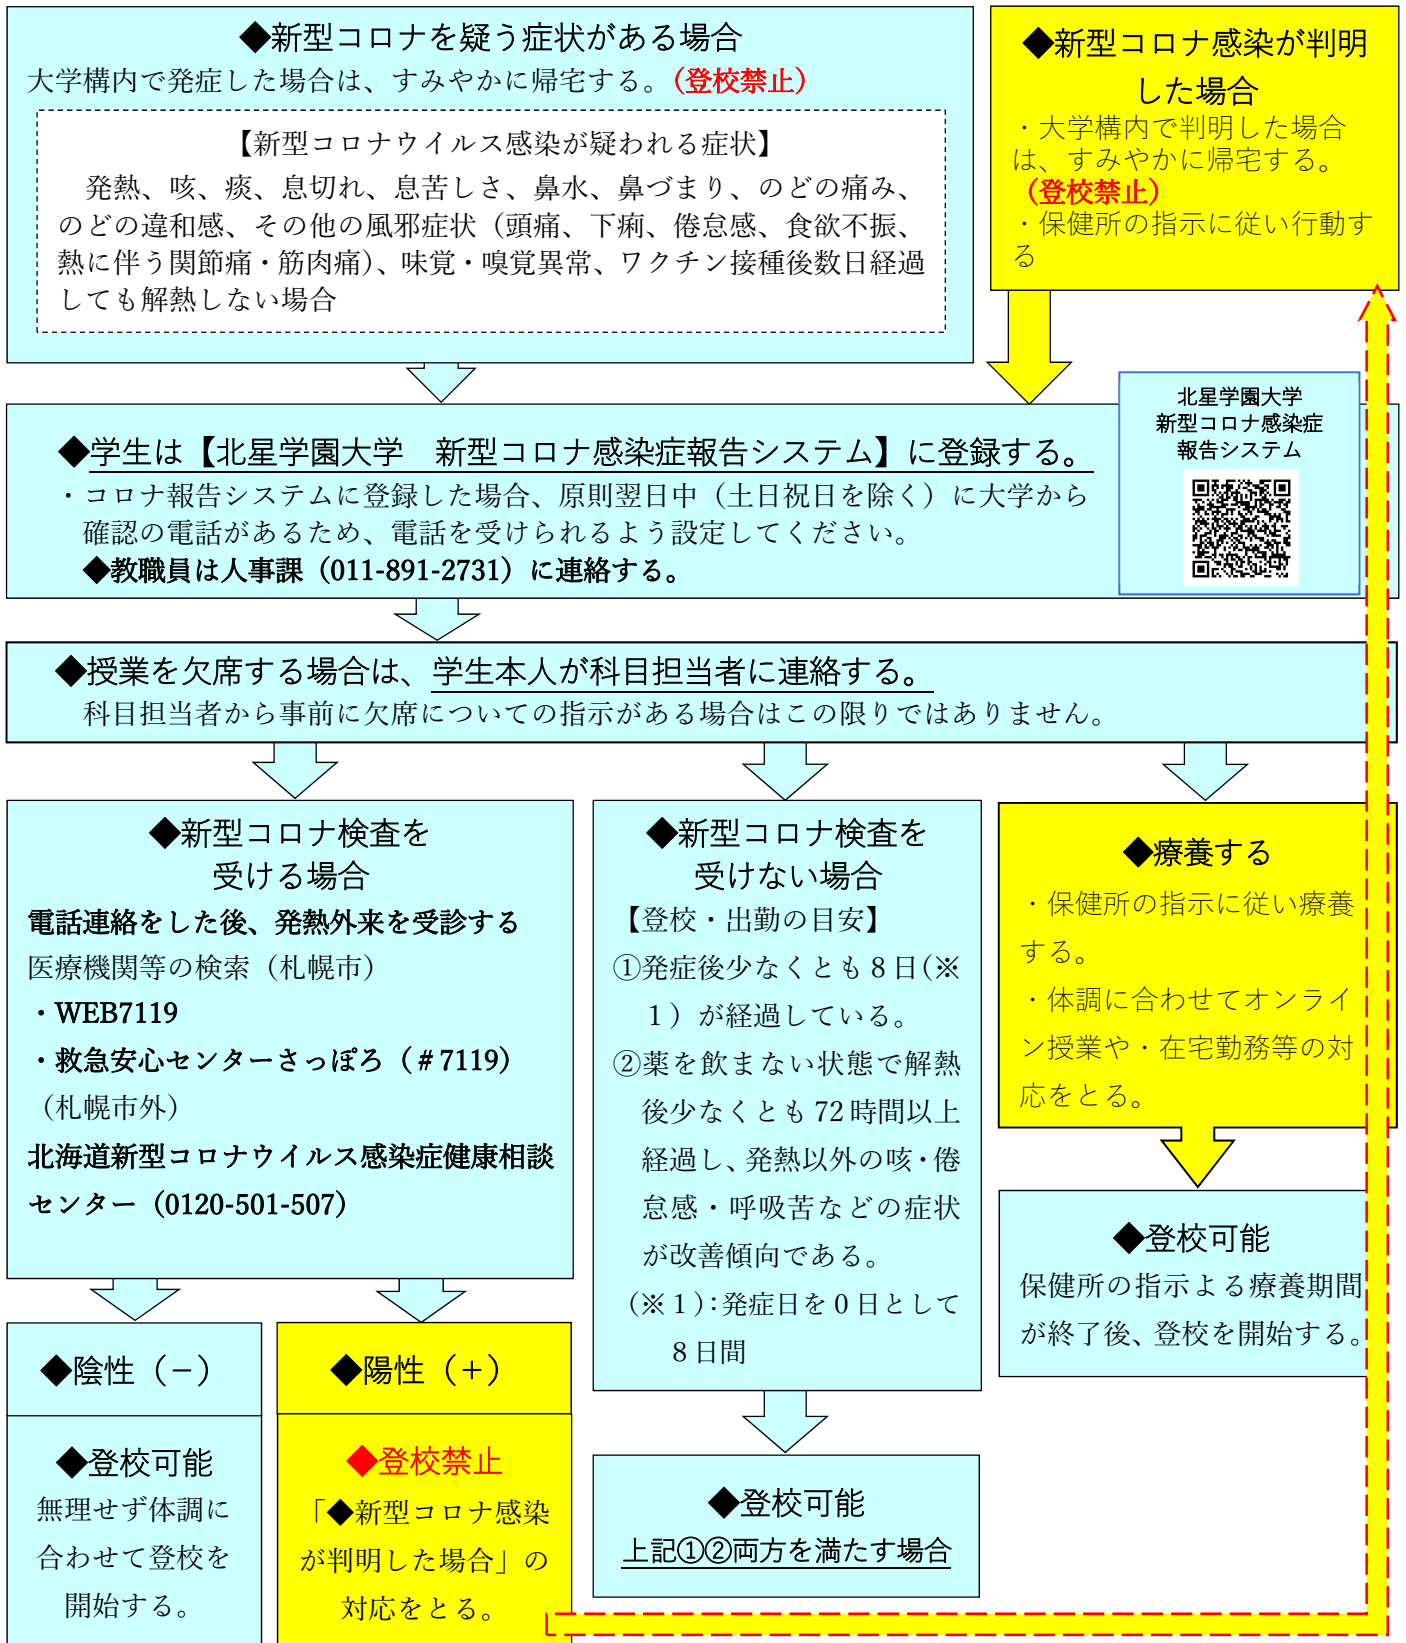 ◆新型コロナを疑う症状がある場合
大学構内で発症した場合は、すみやかに帰宅する。（登校禁止）
【新型コロナウイルス感染が疑われる症状】
発熱、咳、痰、息切れ、息苦しさ、鼻水、鼻づまり、のどの痛み、
のどの違和感、その他の風邪症状（頭痛、下痢、倦怠感、食欲不振、
熱に伴う関節痛・筋肉痛）、味覚・嗅覚異常、ワクチン接種後数日経過
しても解熱しない場合
◆新型コロナ感染が判明
した場合
・大学構内で判明した場合
は、すみやかに帰宅する。
（登校禁止）
・保健所の指示に従い行動す
る
◆学生は【北星学園大学　新型コロナ感染症報告システム】に登録する。
・コロナ報告システムに登録した場合、原則翌日中（土日祝日を除く）に大学から
確認の電話があるため、電話を受けられるよう設定してください。
◆教職員は人事課（011-891-2731）に連絡する。
北星学園大学
新型コロナ感染症
報告システム
◆授業を欠席する場合は、学生本人が科目担当者に連絡する。
科目担当者から事前に欠席についての指示がある場合はこの限りではありません。
◆新型コロナ検査を
受ける場合
電話連絡をした後、発熱外来を受診する
医療機関等の検索（札幌市）
・WEB7119
・救急安心センターさっぽろ（＃7119）
（札幌市外）
北海道新型コロナウイルス感染症健康相談
センター（0120-501-507）
◆陰性（－）
◆登校可能
無理せず体調に
合わせて登校を
開始する。
◆陽性（＋）
◆登校禁止
「◆新型コロナ感染
が判明した場合」の
対応をとる。
◆新型コロナ検査を
受けない場合
【登校・出勤の目安】
①発症後少なくとも８日(※
１）が経過している。
②薬を飲まない状態で解熱
後少なくとも72時間以上
経過し、発熱以外の咳・倦
怠感・呼吸苦などの症状
が改善傾向である。
（※１）：発症日を０日として
８日間
◆登校可能
上記①②両方を満たす場合
◆療養する
・保健所の指示に従い療養
する。
・体調に合わせてオンライ
ン授業や・在宅勤務等の対
応をとる。
◆登校可能
保健所の指示よる療養期間
が終了後、登校を開始する。